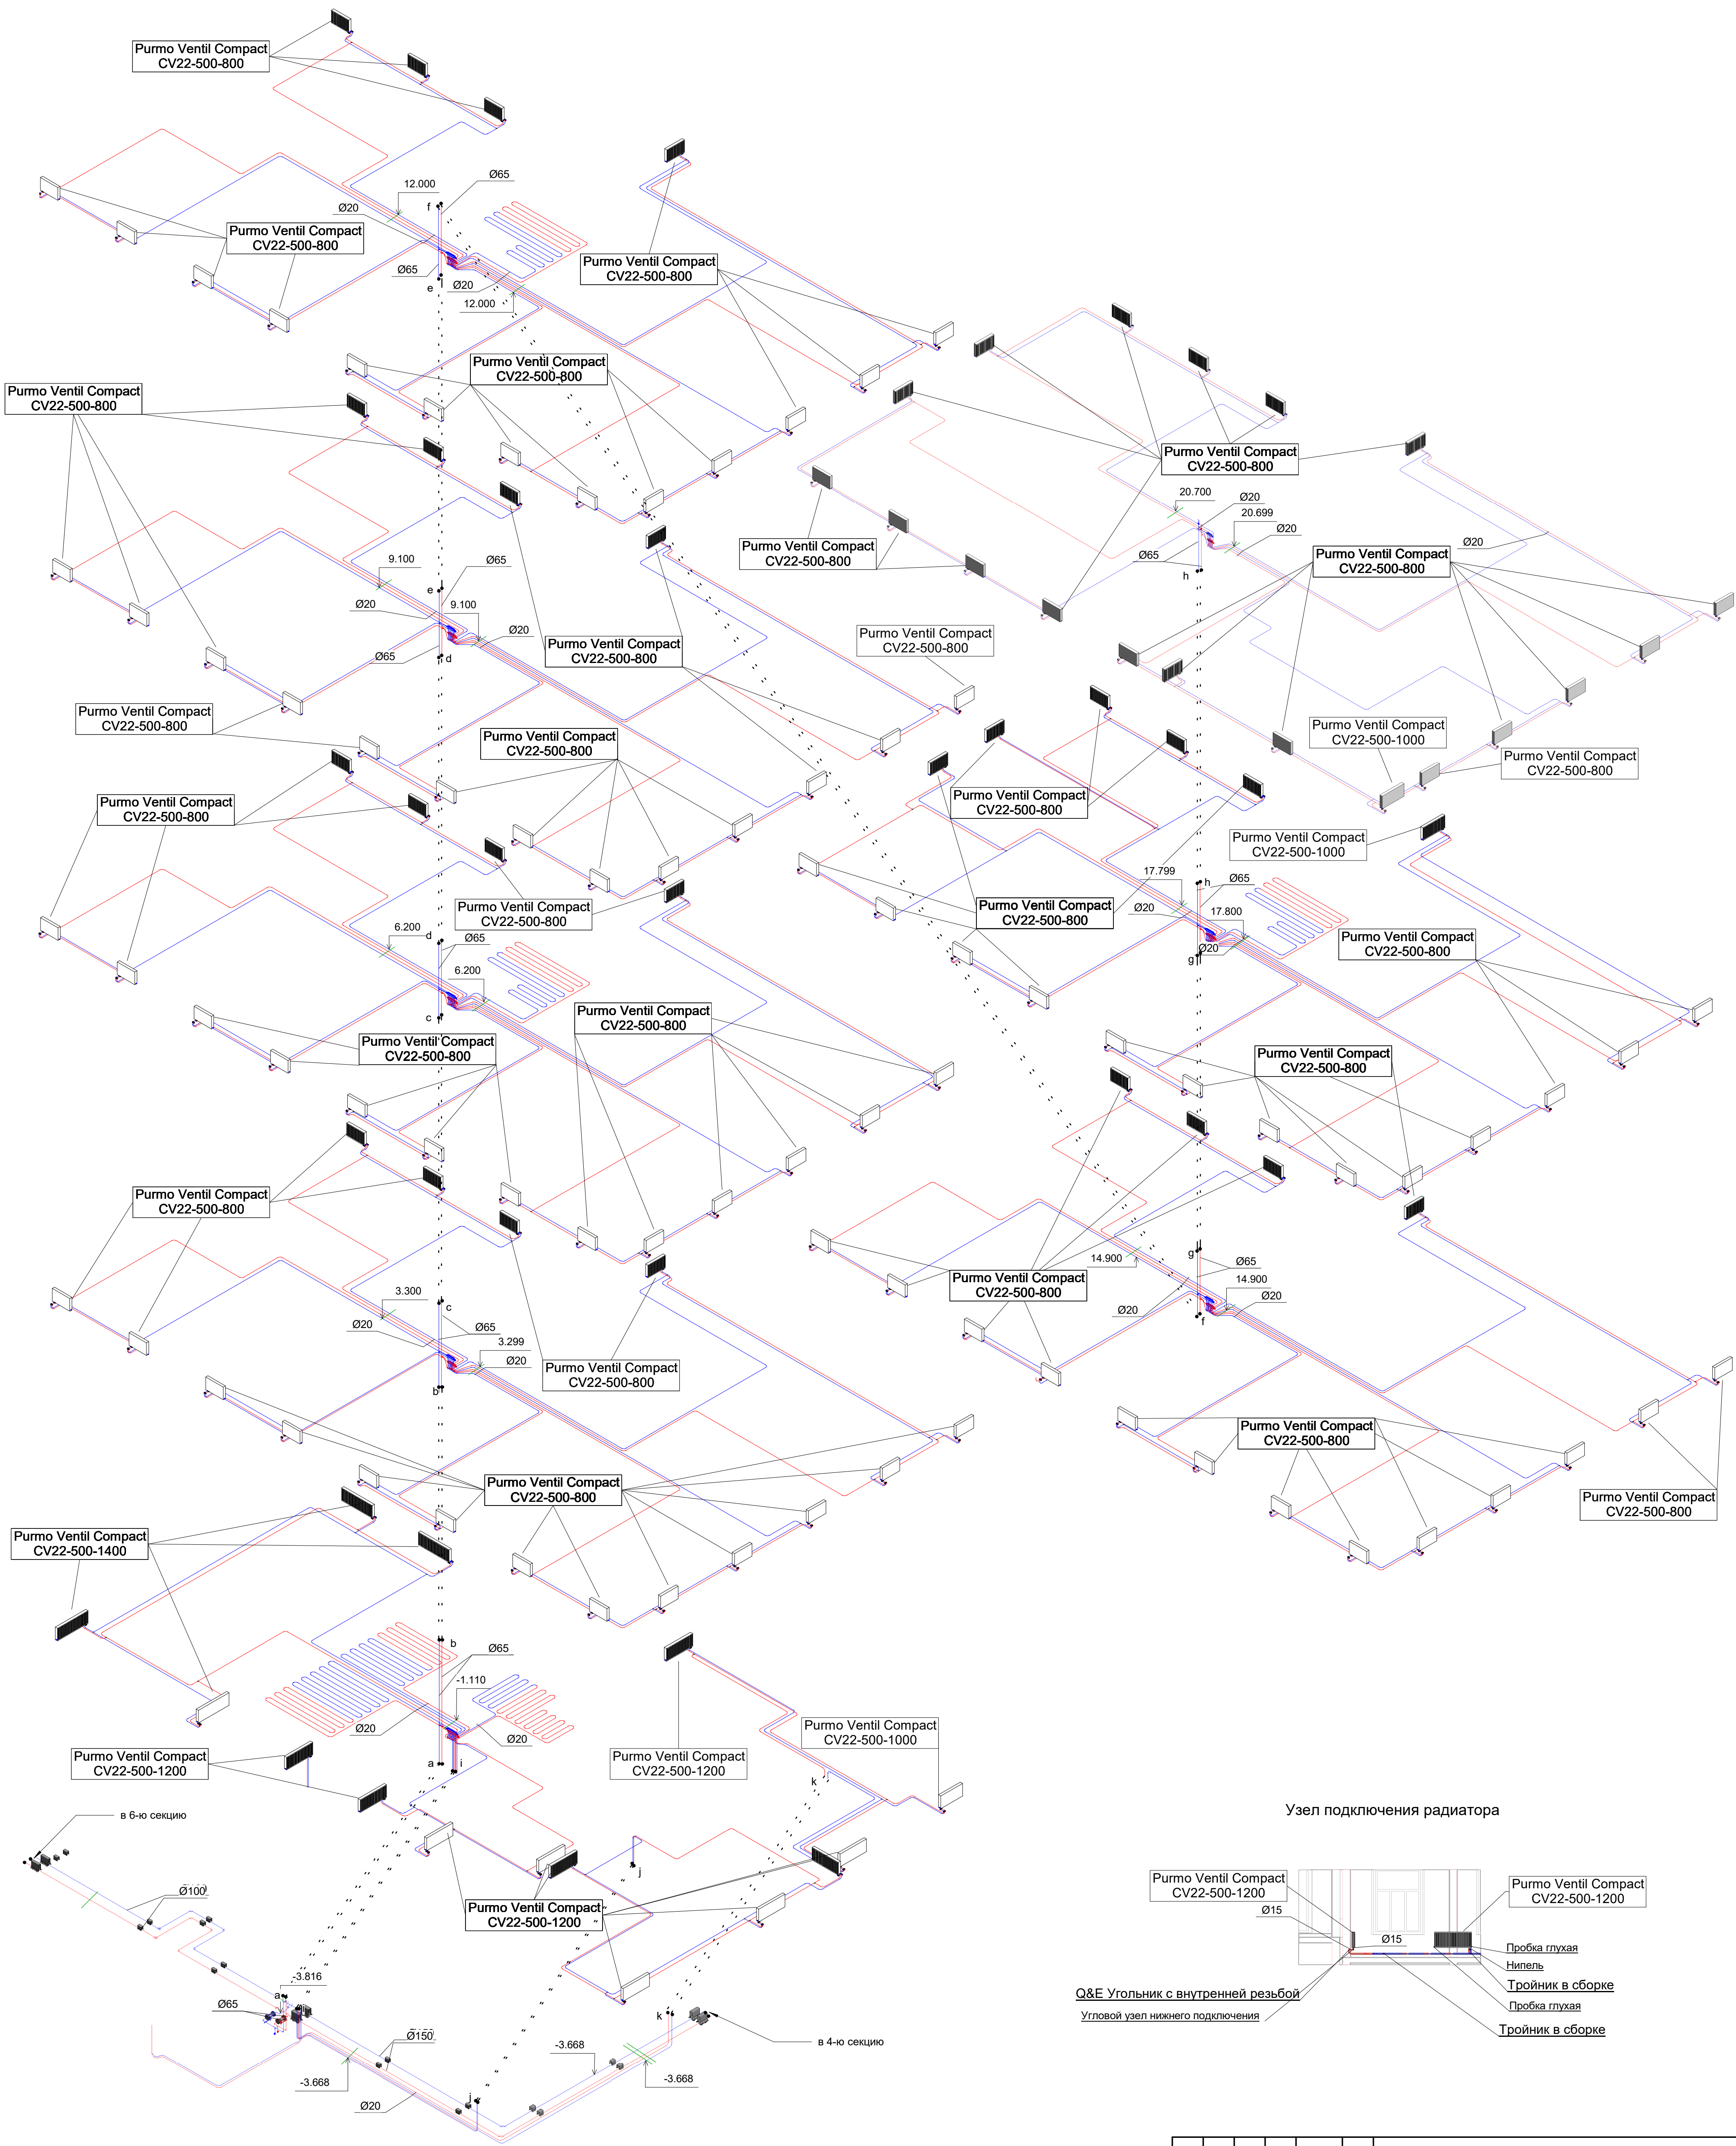 Purmo Ventil Compact
CV22-500-800
Ø65
12.000
f
Ø20
Purmo Ventil Compact
CV22-500-800
Purmo Ventil Compact
CV22-500-800
Ø65
e
Ø20
12.000
Purmo Ventil Compact
CV22-500-800
Purmo Ventil Compact
CV22-500-800
Purmo Ventil Compact
CV22-500-800
20.700
Ø20
20.699
Ø20
Ø20
Purmo Ventil Compact
CV22-500-800
Ø65
h
Purmo Ventil Compact
CV22-500-800
9.100
Ø65
e
Ø20
9.100
Ø20
Ø65
d
Purmo Ventil Compact
CV22-500-800
Purmo Ventil Compact
CV22-500-800
Purmo Ventil Compact
CV22-500-800
Purmo Ventil Compact
CV22-500-800
Purmo Ventil Compact
CV22-500-1000
Purmo Ventil Compact
CV22-500-800
Purmo Ventil Compact
CV22-500-800
Purmo Ventil Compact
CV22-500-800
Purmo Ventil Compact
CV22-500-1000
17.799
h
Ø65
Purmo Ventil Compact
CV22-500-800
Ø20
17.800
Ø20
g
Purmo Ventil Compact
CV22-500-800
Purmo Ventil Compact
CV22-500-800
6.200
d
Ø65
6.200
c
Purmo Ventil Compact
CV22-500-800
Purmo Ventil Compact
CV22-500-800
Purmo Ventil Compact
CV22-500-800
Purmo Ventil Compact
CV22-500-800
g
14.900
Ø65
Purmo Ventil Compact
CV22-500-800
14.900
Ø20
Ø20
f
3.300
c
Ø20
Ø65
3.299
Ø20
b
Purmo Ventil Compact
CV22-500-800
Purmo Ventil Compact
CV22-500-800
Purmo Ventil Compact
CV22-500-800
Purmo Ventil Compact
CV22-500-800
Purmo Ventil Compact
CV22-500-1400
b
Ø65
-1.110
Ø20
Ø20
a
i
Purmo Ventil Compact
CV22-500-1200
Purmo Ventil Compact
CV22-500-1200
Purmo Ventil Compact
CV22-500-1000
k
в 6-ю секцию
j
Ø100
Purmo Ventil Compact
CV22-500-1200
-3.816
a
Ø65
k
Ø150
в 4-ю секцию
-3.668
-3.668
-3.668
j
Ø20
Узел подключения радиатора
Purmo Ventil Compact
CV22-500-1200
Purmo Ventil Compact
CV22-500-1200
Ø15
Ø15
Пробка глухая
Нипель
Тройник в сборке
Q&E Угольник с внутренней резьбой
Пробка глухая
Угловой узел нижнего подключения
Тройник в сборке